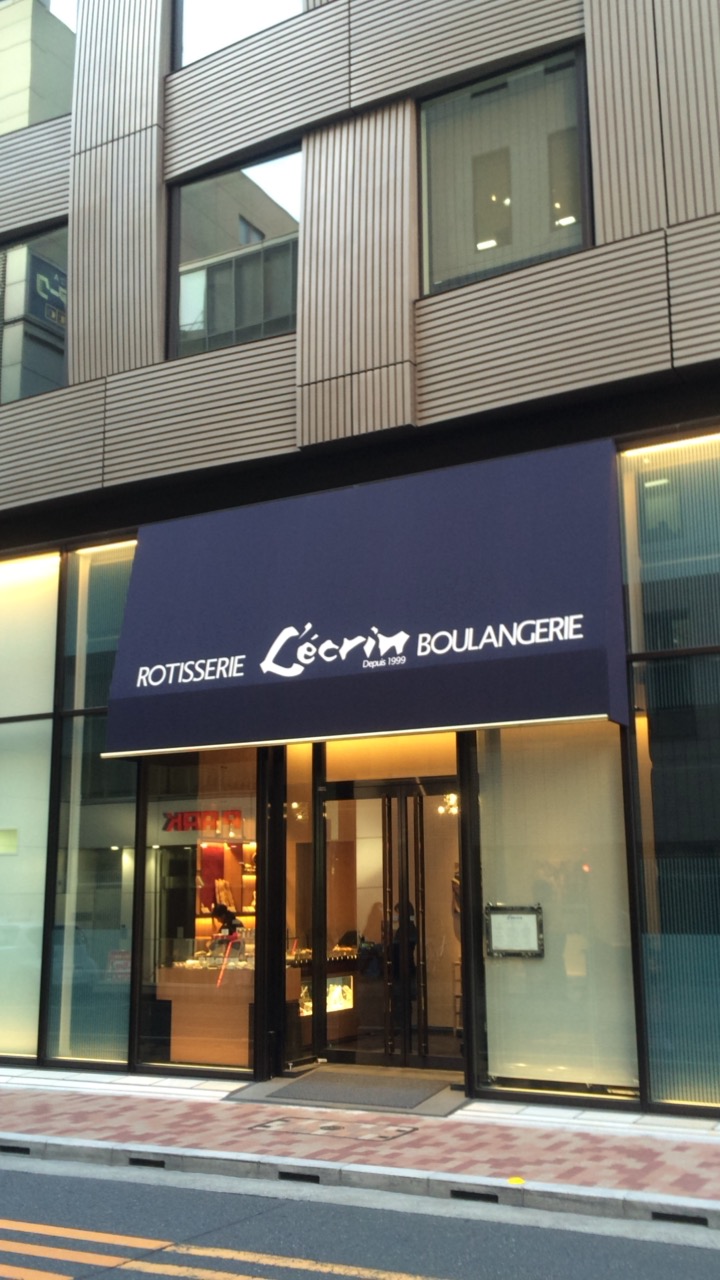 ROTISSERIE L'écrin BOULANGERIE
Depuis 1999